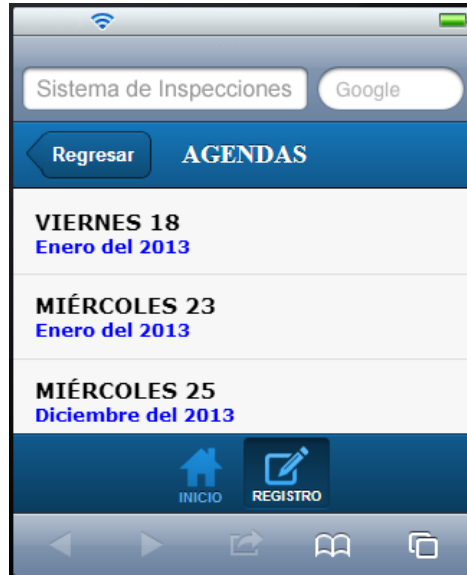 Sistema de Inspecciones
Google
Regresar
AGENDAS
VIERNES 18
Enero del 2013
MIÉRCOLES 23
Enero del 2013
MIÉRCOLES 25
Diciembre del 2013
INICIO
REGISTRO